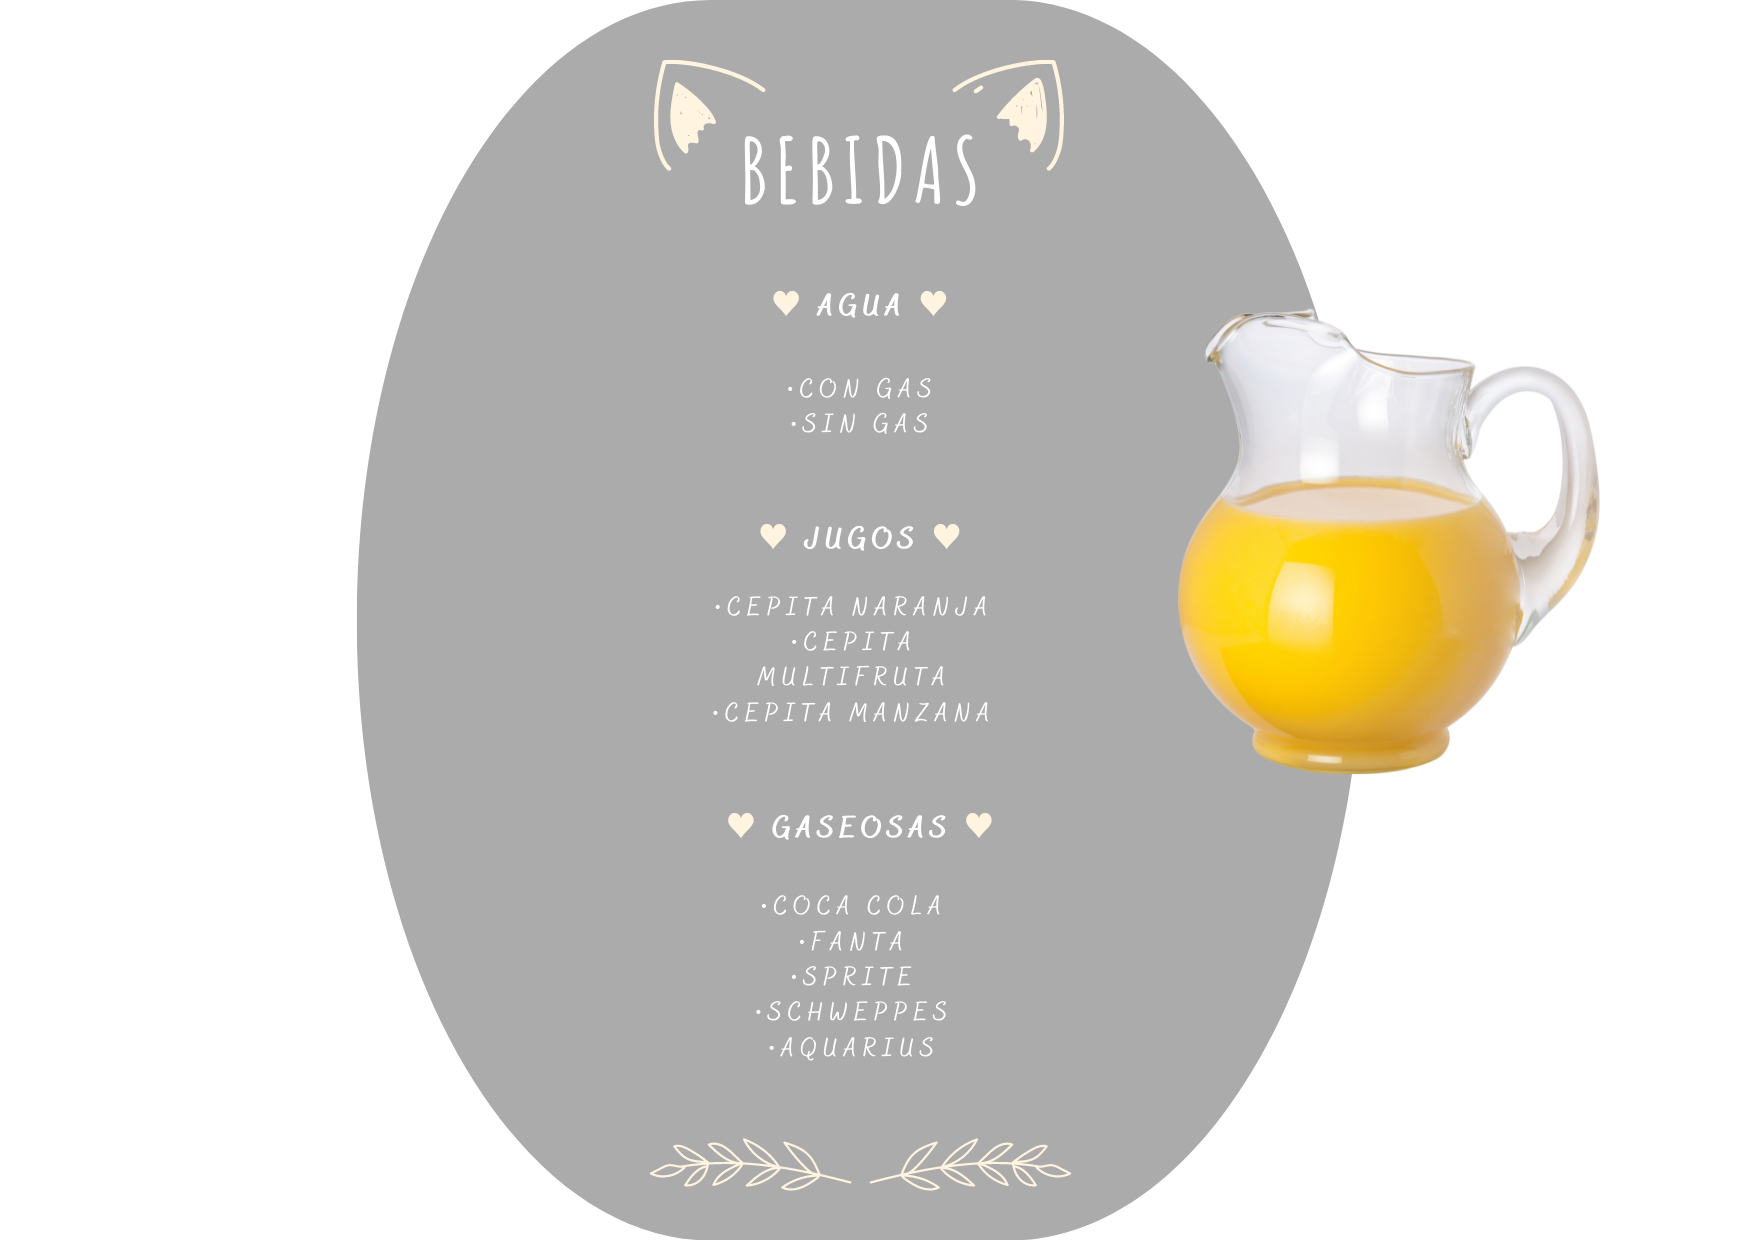 BEBIDAS
♥ AGUA ♥
·CON GAS
·SIN GAS
♥ JUGOS ♥
·CEPITA NARANJA
·CEPITA
MULTIFRUTA
·CEPITA MANZANA
♥ GASEOSAS ♥
·COCA COLA
·FANTA
·SPRITE
·SCHWEPPES
·AQUARIUS